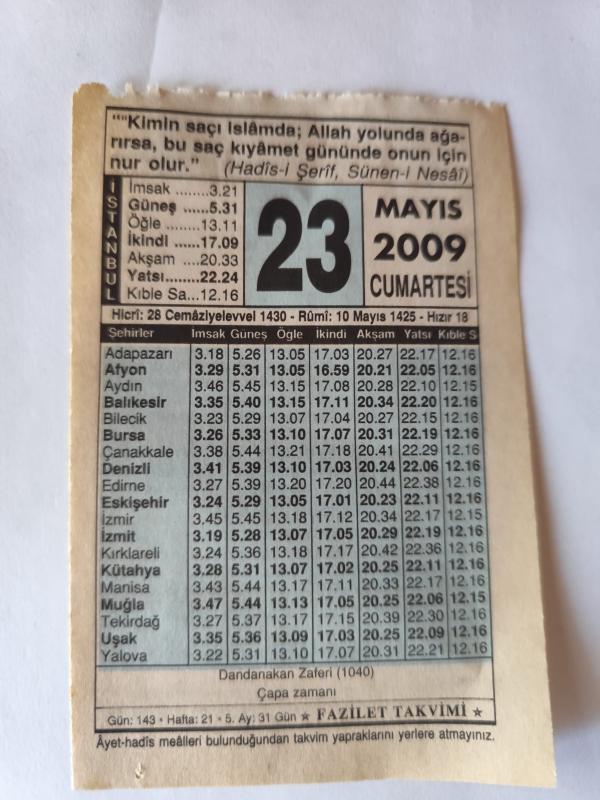 ““Kimin saçı islâmda; Allah yolunda ağa-
rırsa, bu saç kıyâmet gününde onun için
nur olur.” (Hadîs-i Şerîf, Sünen-i Nesâî)
İSTANBUL
İmsak ........3.21
Güneş ......5.31
Öğle ........13.11
İkindi ......17.09
Akşam ....20.33
Yatsı........22.24
Kıble Sa...12.16
23
MAYIS
2009
CUMARTESİ
Hicrî: 28 Cemâziyelevvel 1430 - Rûmî: 10 Mayıs 1425 - Hızır 18
Şehirler İmsak Güneş Öğle İkindi Akşam Yatsı Kıble S
Adapazarı 3.18 5.26 13.05 17.03 20.27 22.17 12.16
Afyon 3.29 5.31 13.05 16.59 20.21 22.05 12.16
Aydın 3.46 5.45 13.15 17.08 20.28 22.10 12.15
Balıkesir 3.35 5.40 13.15 17.11 20.34 22.20 12.16
Bilecik 3.23 5.29 13.07 17.04 20.27 22.15 12.16
Bursa 3.26 5.33 13.10 17.07 20.31 22.19 12.16
Çanakkale 3.38 5.44 13.21 17.18 20.41 22.29 12.16
Denizli 3.41 5.39 13.10 17.03 20.24 22.06 12.16
Edirne 3.27 5.39 13.20 17.20 20.44 22.38 12.16
Eskişehir 3.24 5.29 13.05 17.01 20.23 22.11 12.16
İzmir 3.45 5.45 13.18 17.12 20.34 22.17 12.15
İzmit 3.19 5.28 13.07 17.05 20.29 22.19 12.16
Kırklareli 3.24 5.36 13.18 17.17 20.42 22.36 12.16
Kütahya 3.28 5.31 13.07 17.02 20.25 22.11 12.16
Manisa 3.43 5.44 13.17 17.11 20.33 22.17 12.16
Muğla 3.47 5.44 13.13 17.05 20.25 22.06 12.15
Tekirdağ 3.27 5.37 13.17 17.15 20.39 22.30 12.16
Uşak 3.35 5.36 13.09 17.03 20.25 22.09 12.16
Yalova 3.22 5.31 13.10 17.07 20.31 22.21 12.16
Dandanakan Zaferi (1040)
Çapa zamanı
Gün: 143 • Hafta: 21 • 5. Ay: 31 Gün ★ FAZİLET TAKVİMİ ★
Âyet-hadîs meâlleri bulunduğundan takvim yapraklarını yerlere atmayınız.